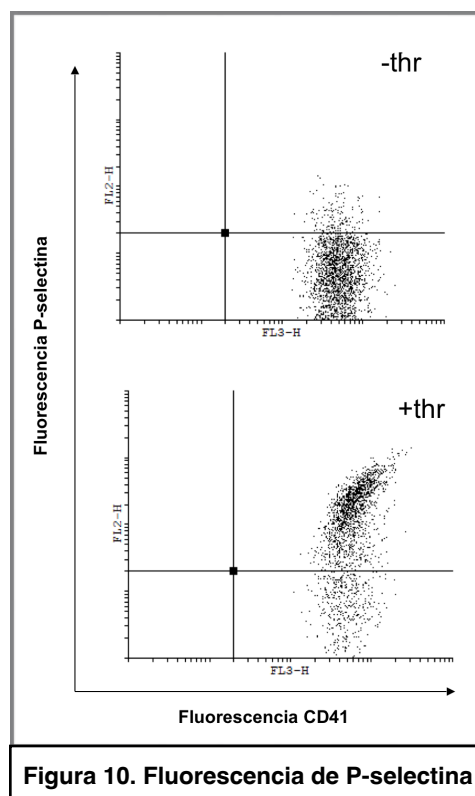 -thr
FL2-H
FL3-H
Fluorescencia P-selectina
+thr
FL2-H
FL3-H
Fluorescencia CD41
Figura 10. Fluorescencia de P-selectina